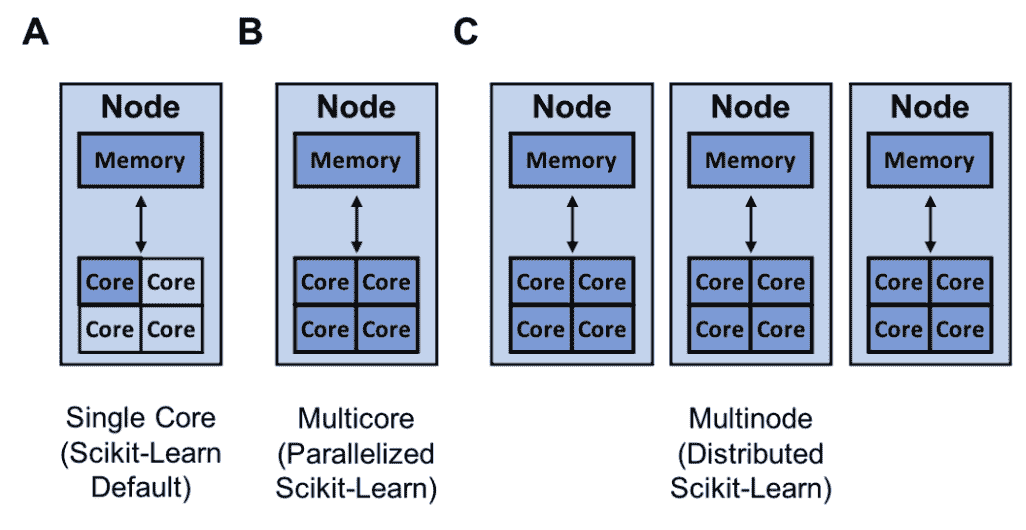 A
B
C
Node
Memory
Core Core
Core Core
Single Core
(Scikit-Learn
Default)
Node
Memory
Core Core
Core Core
Multicore
(Parallelized
Scikit-Learn)
Node
Memory
Core Core
Core Core
Node
Memory
Core Core
Core Core
Node
Memory
Core Core
Core Core
Multinode
(Distributed
Scikit-Learn)